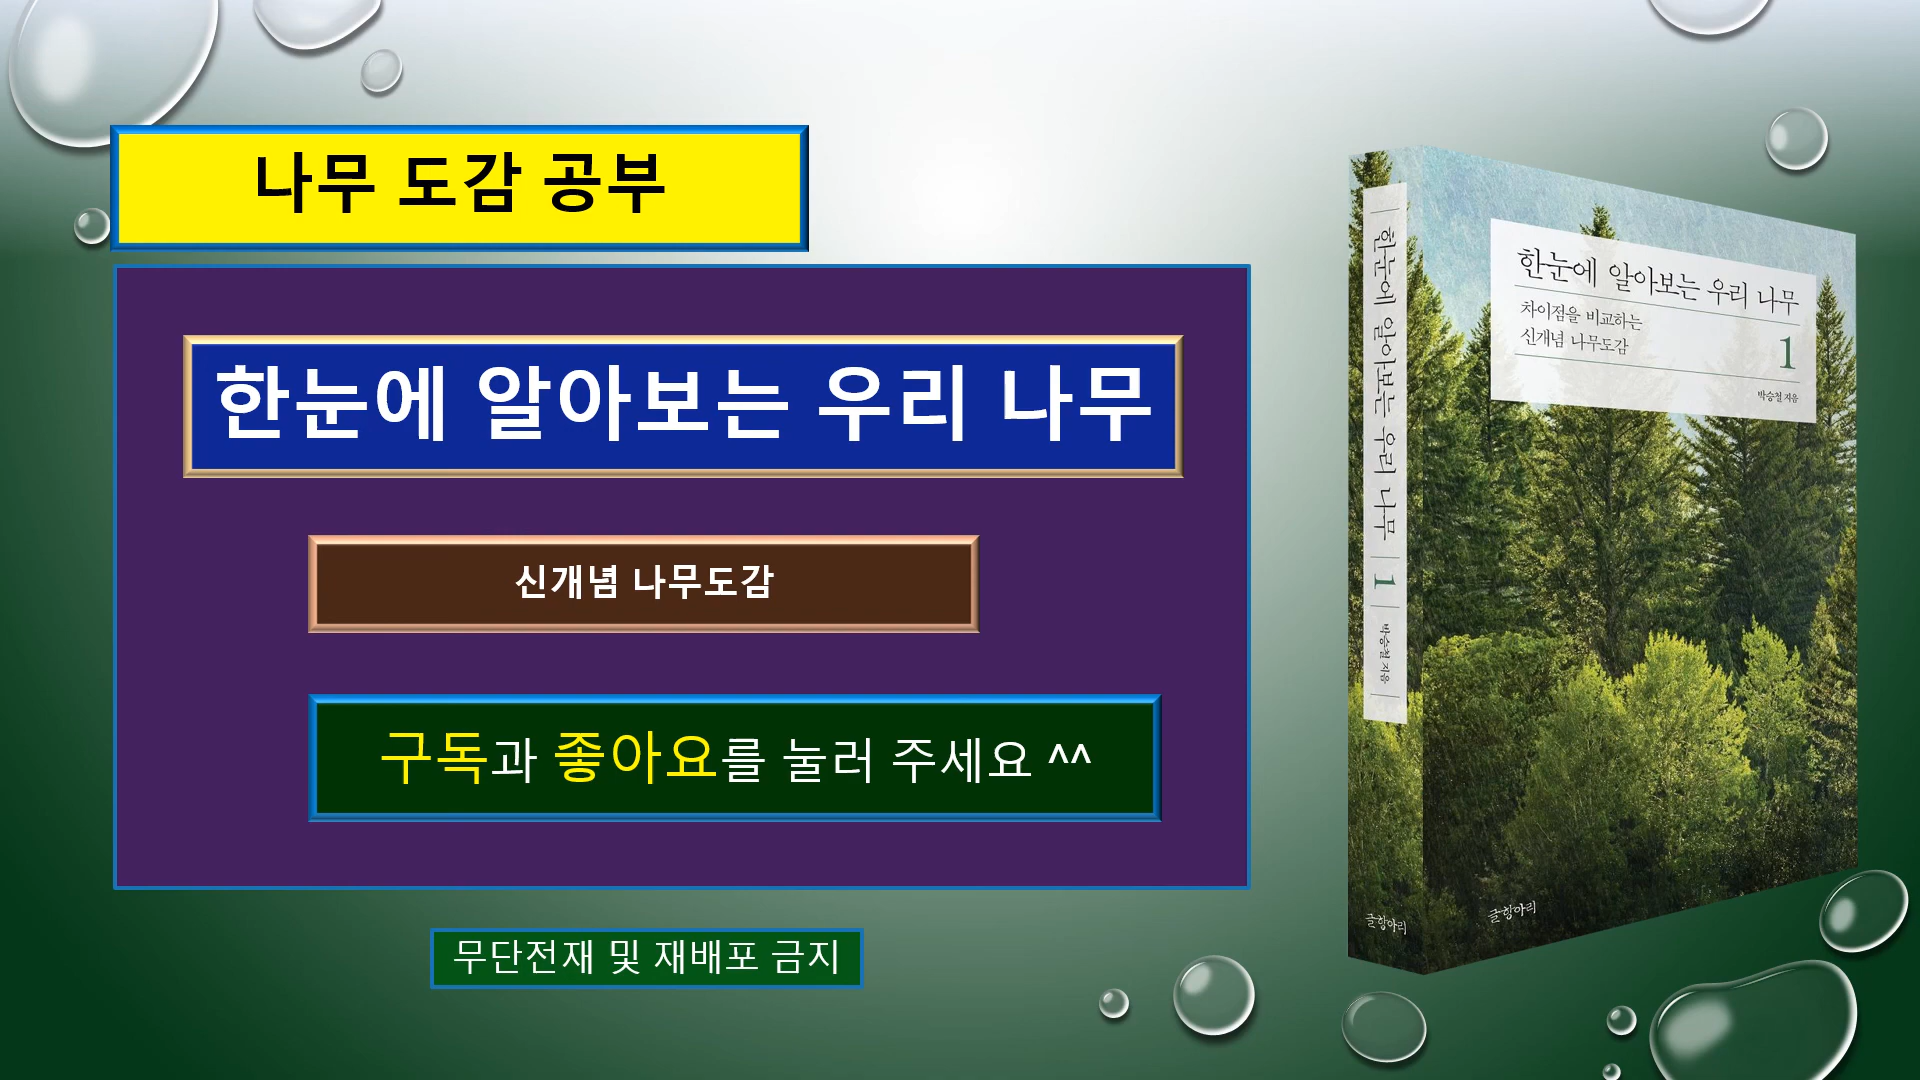 나무 도감 공부
한눈에 알아보는 우리 나무
신개념 나무도감
구독과 좋아요를 눌러 주세요 ^^
무단전재 및 재배포 금지
한눈에 알아보는 우리 나무 1 박승철 지음
글항아리
한눈에 알아보는 우리 나무
차이점을 비교하는
신개념 나무도감
1
박승철 지음
글항아리